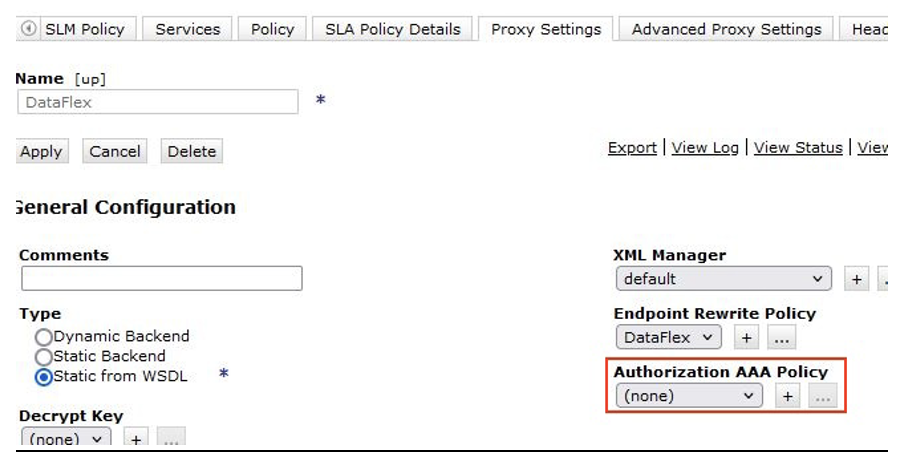 SLM Policy Services Policy SLA Policy Details Proxy Settings Advanced Proxy Settings Head
Name [up]
DataFlex *
Apply Cancel Delete
Export | View Log | View Status | View
General Configuration
Comments
XML Manager
default + .
Type
Dynamic Backend
Static Backend
Static from WSDL *
Endpoint Rewrite Policy
DataFlex + ...
Authorization AAA Policy
(none) + ...
Decrypt Key
(none) + ...